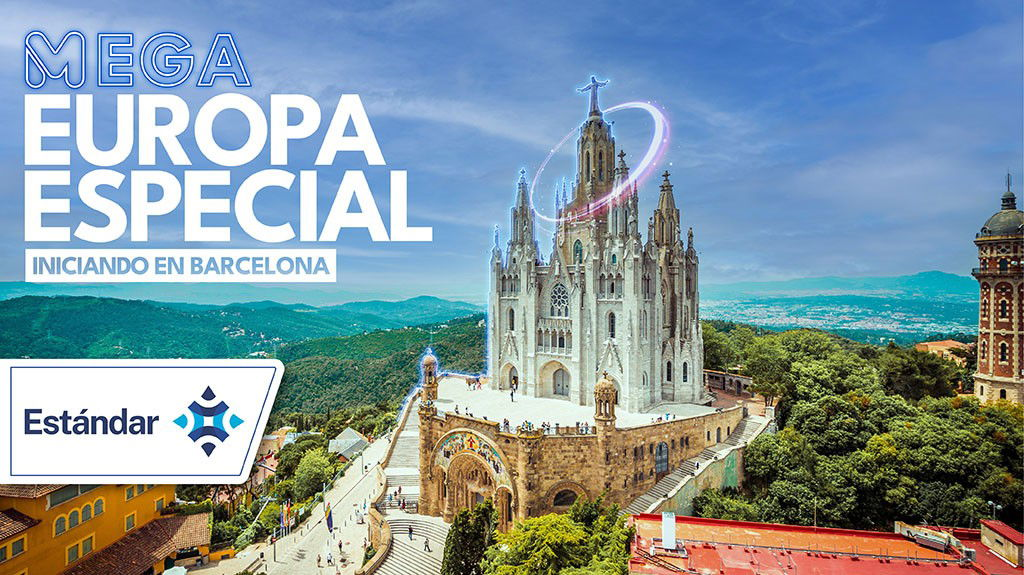 MEGA
EUROPA
ESPECIAL
INICIANDO EN BARCELONA
Estándar